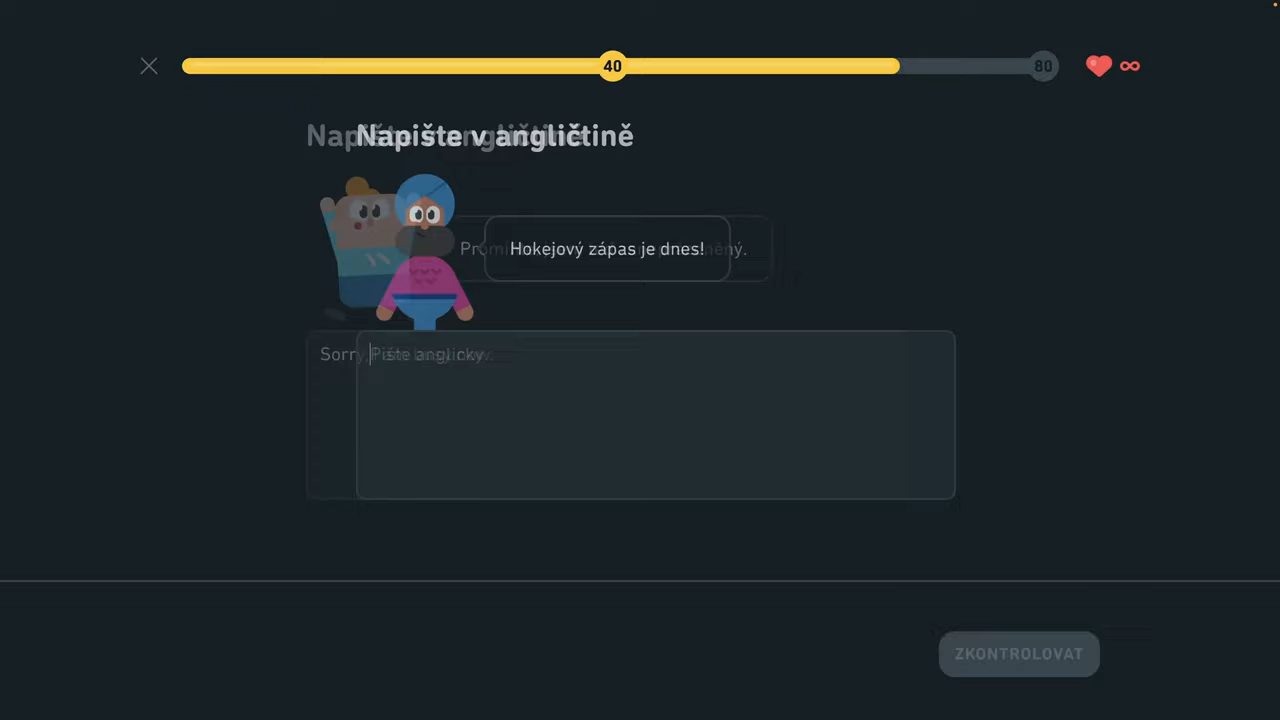 40
80
∞
Napište v angličtině
Hokejový zápas je dnes!
Sorry,
Pište anglicky.
ZKONTROLOVAT